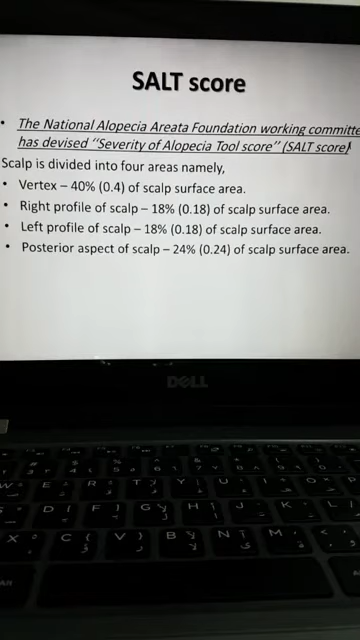 SALT score
• The National Alopecia Areata Foundation working committe
has devised "Severity of Alopecia Tool score" (SALT score)
Scalp is divided into four areas namely,
• Vertex – 40% (0.4) of scalp surface area.
• Right profile of scalp – 18% (0.18) of scalp surface area.
• Left profile of scalp – 18% (0.18) of scalp surface area.
• Posterior aspect of scalp – 24% (0.24) of scalp surface area.
DELL
W E R T Y U I O P
D F G H J K L
X C V B N M